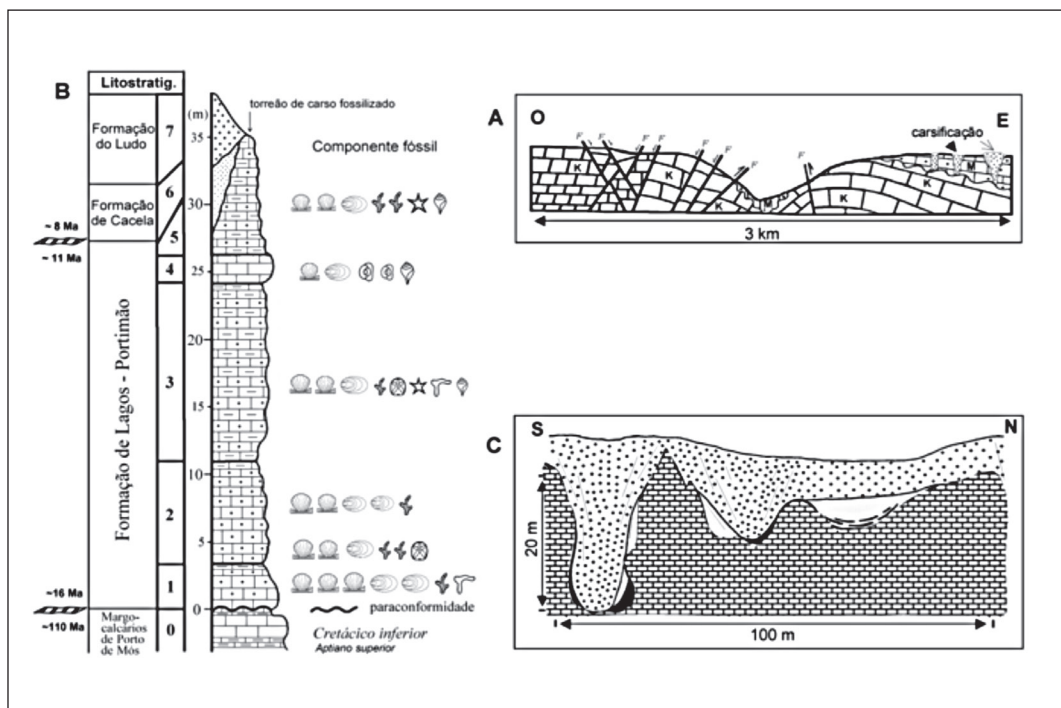 B
Litostratig.
Formação
do Ludo
7
(m)
35
torreão de carso fossilizado
Componente fóssil
6
Formação
de Cacela
30
~ 8 Ma
5
~ 11 Ma
4
25
Formação de Lagos - Portimão
3
20
15
10
2
5
1
~16 Ma
0
paraconformidade
~110 Ma
Margo-
calcários
de Porto
de Mós
0
Cretácico inferior
Aptiano superior
A
O
E
carsificação
F F F F F F F
K K K K K K
M M
3 km
C
S
N
20 m
100 m